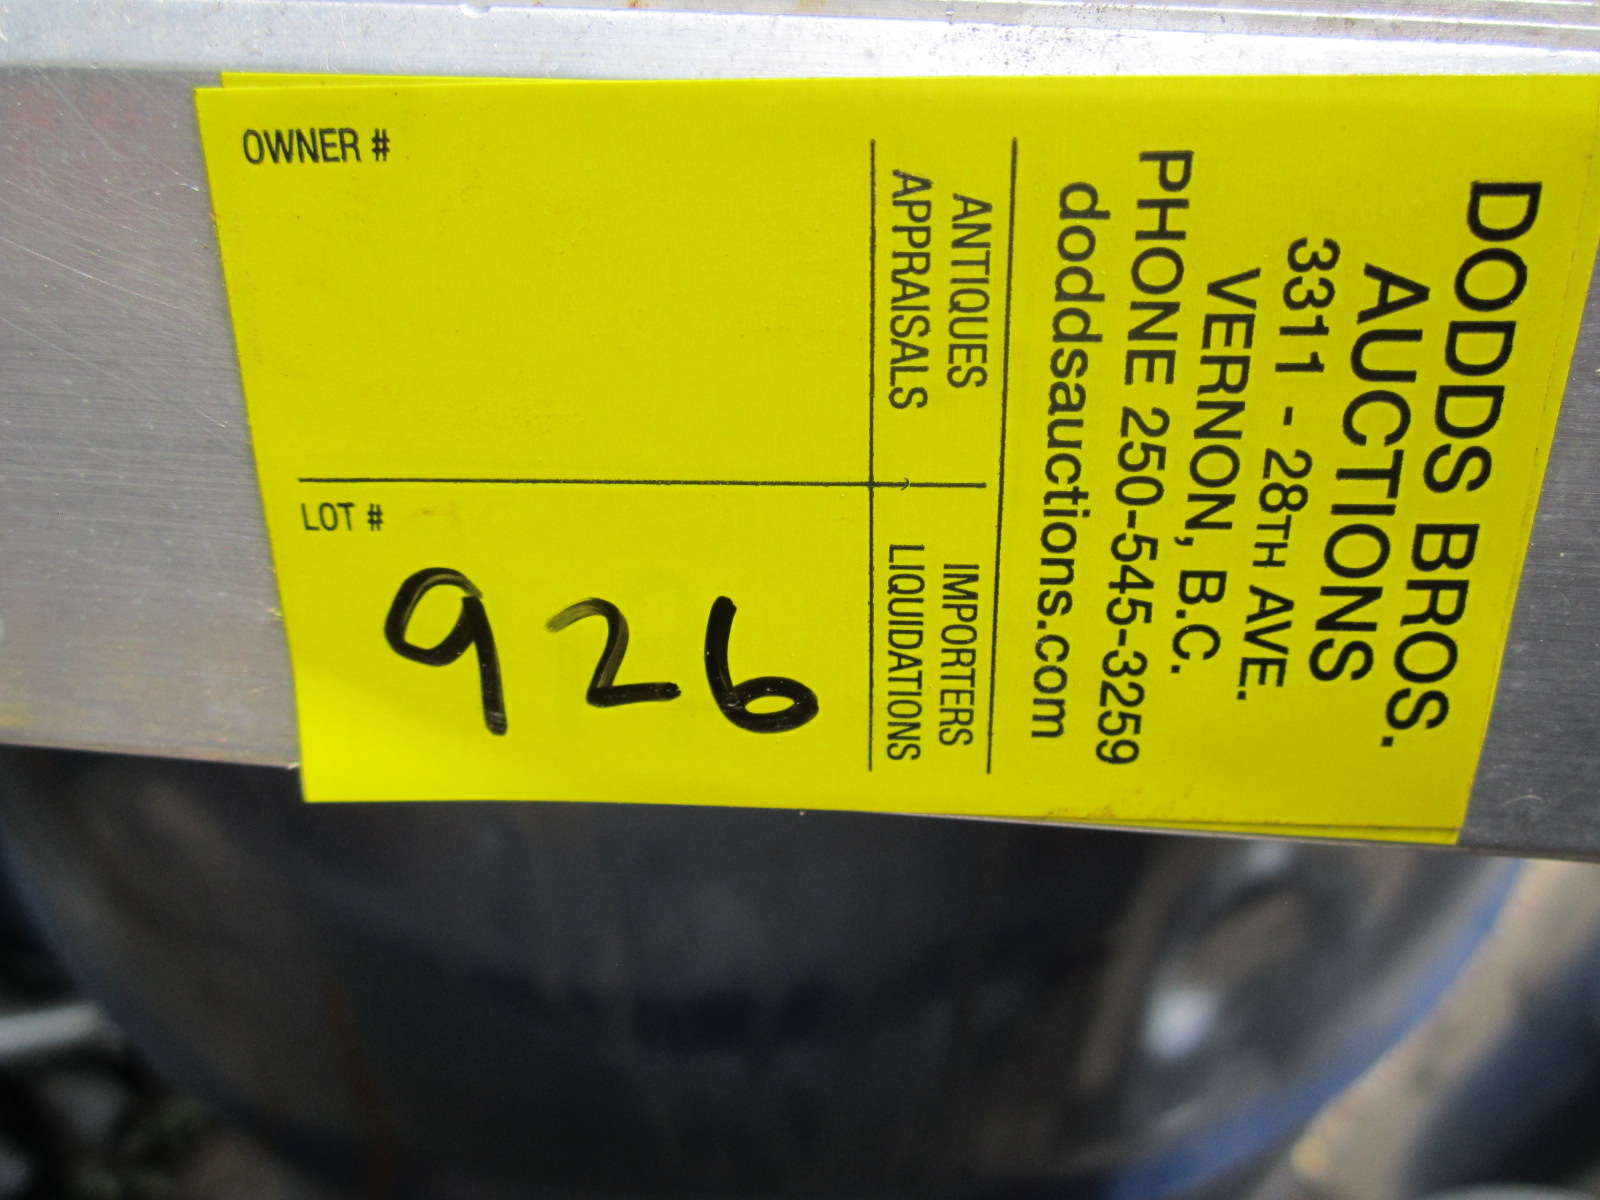 DODDS BROS.
AUCTIONS
3311 - 28TH AVE.
VERNON, B.C.
PHONE 250-545-3259
doddsauctions.com
ANTIQUES
APPRAISALS
IMPORTERS
LIQUIDATIONS
OWNER #
LOT #
926